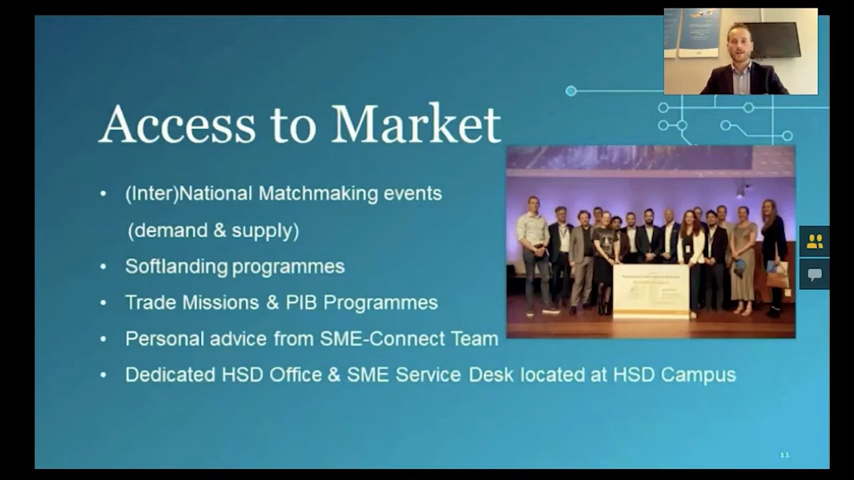 Access to Market
• (Inter)National Matchmaking events
(demand & supply)
• Softlanding programmes
• Trade Missions & PIB Programmes
• Personal advice from SME-Connect Team
• Dedicated HSD Office & SME Service Desk located at HSD Campus
11